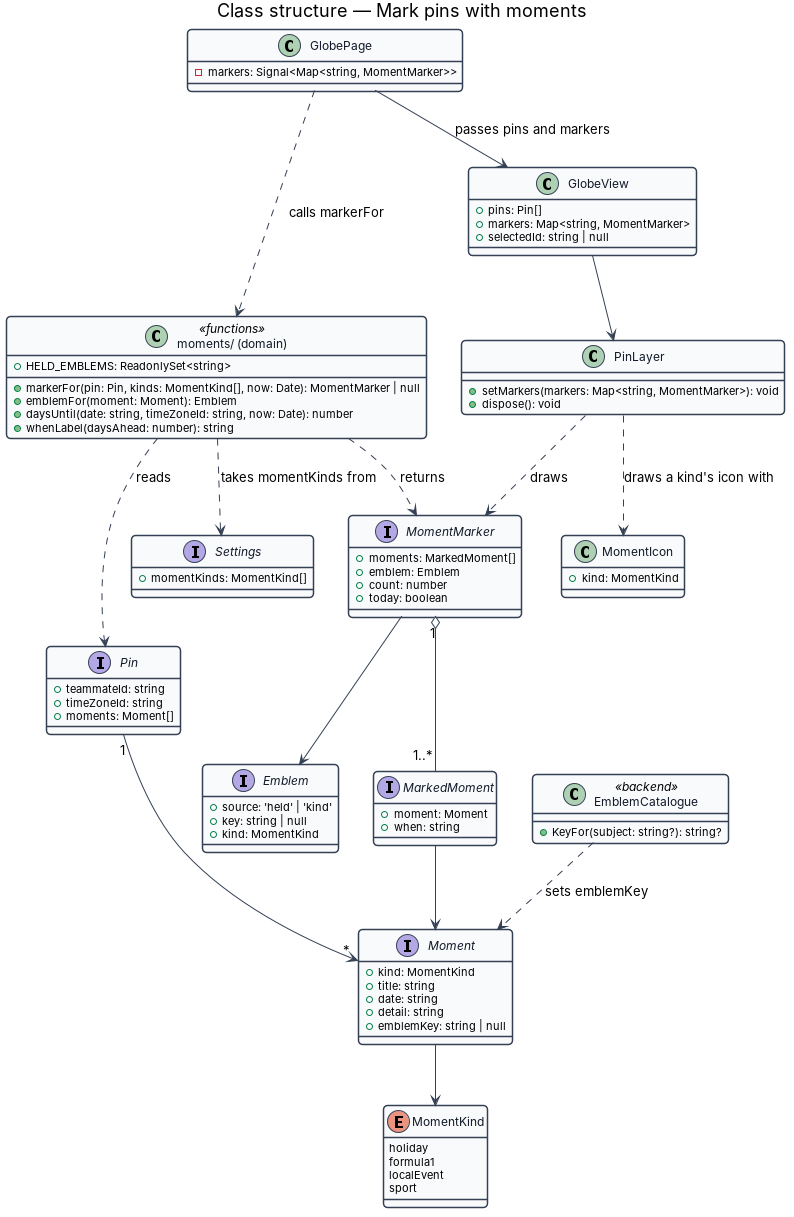 Class structure — Mark pins with moments
C GlobePage
markers: Signal<Map<string, MomentMarker>>
passes pins and markers
calls markerFor
C GlobeView
pins: Pin[]
markers: Map<string, MomentMarker>
selectedId: string | null
«functions»
C moments/ (domain)
HELD_EMBLEMS: ReadonlySet<string>
markerFor(pin: Pin, kinds: MomentKind[], now: Date): MomentMarker | null
emblemFor(moment: Moment): Emblem
daysUntil(date: string, timeZoneId: string, now: Date): number
whenLabel(daysAhead: number): string
C PinLayer
setMarkers(markers: Map<string, MomentMarker>): void
dispose(): void
reads
takes momentKinds from
returns
draws
draws a kind's icon with
I Settings
momentKinds: MomentKind[]
I MomentMarker
moments: MarkedMoment[]
emblem: Emblem
count: number
today: boolean
C MomentIcon
kind: MomentKind
1
I Pin
teammateId: string
timeZoneId: string
moments: Moment[]
1
1..*
I Emblem
source: 'held' | 'kind'
key: string | null
kind: MomentKind
I MarkedMoment
moment: Moment
when: string
«backend»
C EmblemCatalogue
KeyFor(subject: string?): string?
sets emblemKey
*
I Moment
kind: MomentKind
title: string
date: string
detail: string
emblemKey: string | null
E MomentKind
holiday
formula1
localEvent
sport